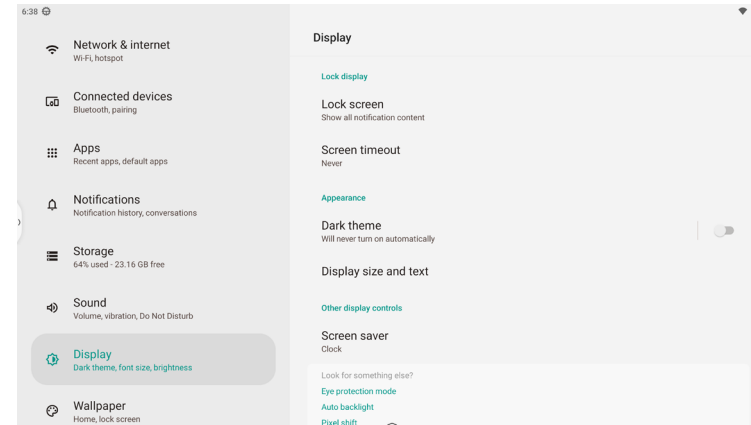 6:38
Network & internet
Wi-Fi, hotspot
Connected devices
Bluetooth, pairing
Apps
Recent apps, default apps
Notifications
Notification history, conversations
Storage
64% used - 23.16 GB free
Sound
Volume, vibration, Do Not Disturb
Display
Dark theme, font size, brightness
Wallpaper
Home, lock screen
Display
Lock display
Lock screen
Show all notification content
Screen timeout
Never
Appearance
Dark theme
Will never turn on automatically
Display size and text
Other display controls
Screen saver
Clock
Look for something else?
Eye protection mode
Auto backlight
Pixel shift